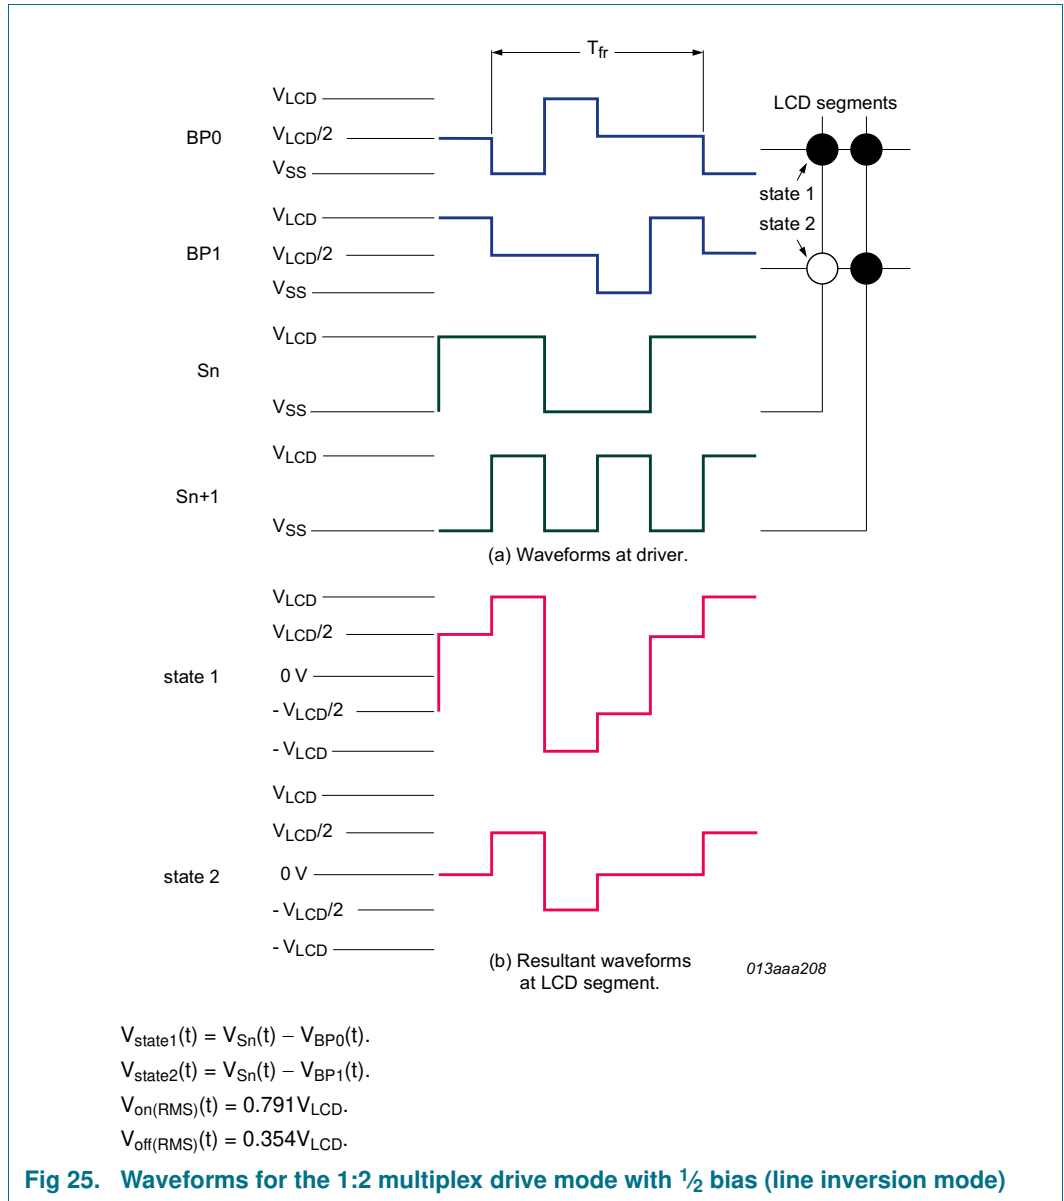 T_fr
V_LCD
V_LCD/2
V_SS
BP0
LCD segments
state 1
state 2
V_LCD
V_LCD/2
V_SS
BP1
V_LCD
V_SS
Sn
V_LCD
V_SS
Sn+1
(a) Waveforms at driver.
V_LCD
V_LCD/2
0 V
- V_LCD/2
- V_LCD
state 1
V_LCD
V_LCD/2
0 V
- V_LCD/2
- V_LCD
state 2
(b) Resultant waveforms
at LCD segment.
013aaa208
V_state1(t) = V_Sn(t) − V_BP0(t).
V_state2(t) = V_Sn(t) − V_BP1(t).
V_on(RMS)(t) = 0.791V_LCD.
V_off(RMS)(t) = 0.354V_LCD.
Fig 25. Waveforms for the 1:2 multiplex drive mode with 1⁄2 bias (line inversion mode)